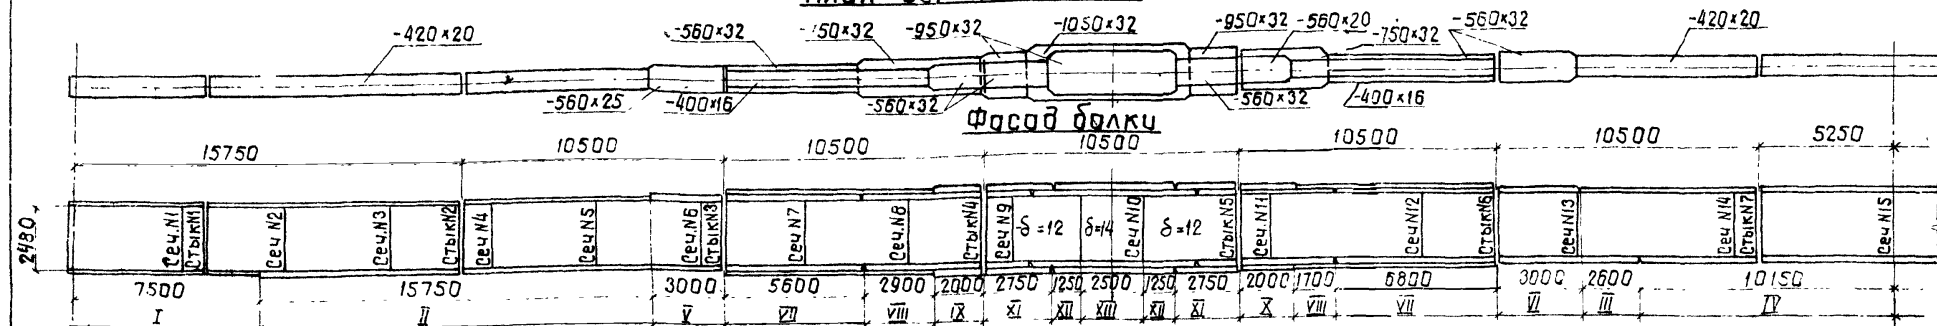 -420×20
-560×32
-750×32
-950×32
-1050×32
-950×32
-560×20
-750×32
-560×32
-420×20
-560×25
-400×16
-560×32
-560×32
-400×16
Фасад балки
15750
10500
10500
10500
10500
10500
5250
2480
Сеч.N1
Стык N1
Сеч.N2
Сеч.N3
Стык N2
Сеч.N4
Сеч.N5
Сеч.N6
Стык N3
Сеч.N7
Сеч.N8
Стык N4
Сеч.N9
δ=12
δ=14
Сеч.N10
δ=12
Стык N5
Сеч.N11
Сеч.N12
Стык N6
Сеч.N13
Сеч.N14
Стык N7
Сеч.N15
7500
15750
3000
5600
2900
2000
2750
1250
2500
1250
2750
2000
1700
6800
3000
2600
10150
I
II
V
VII
VIII
IX
XI
XII
XIII
XII
XI
X
VIII
VII
VI
III
IV